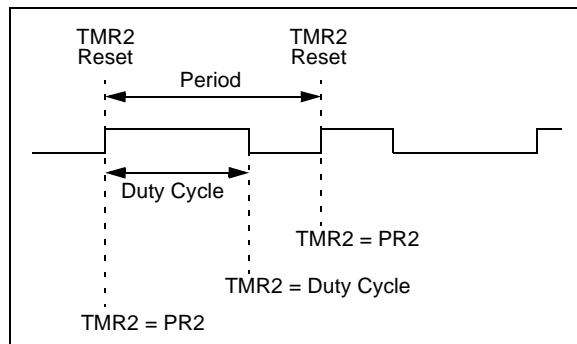 TMR2
Reset
TMR2
Reset
Period
Duty Cycle
TMR2 = PR2
TMR2 = Duty Cycle
TMR2 = PR2